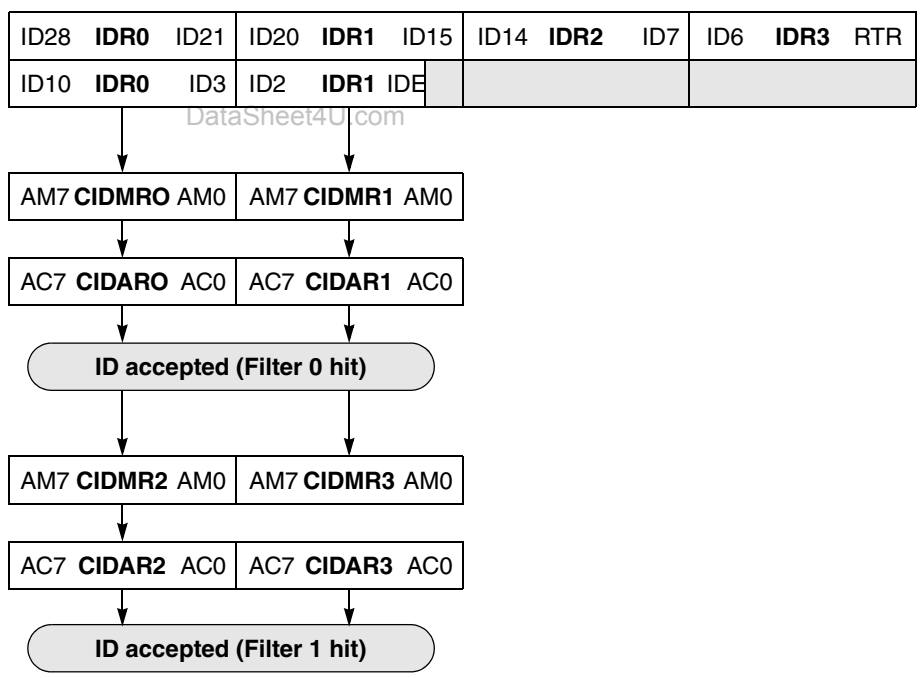 ID28 IDR0 ID21 ID20 IDR1 ID15 ID14 IDR2 ID7 ID6 IDR3 RTR
ID10 IDR0 ID3 ID2 IDR1 IDE
DataSheet4U.com
AM7 CIDMRO AM0 AM7 CIDMR1 AM0
AC7 CIDARO AC0 AC7 CIDAR1 AC0
ID accepted (Filter 0 hit)
AM7 CIDMR2 AM0 AM7 CIDMR3 AM0
AC7 CIDAR2 AC0 AC7 CIDAR3 AC0
ID accepted (Filter 1 hit)